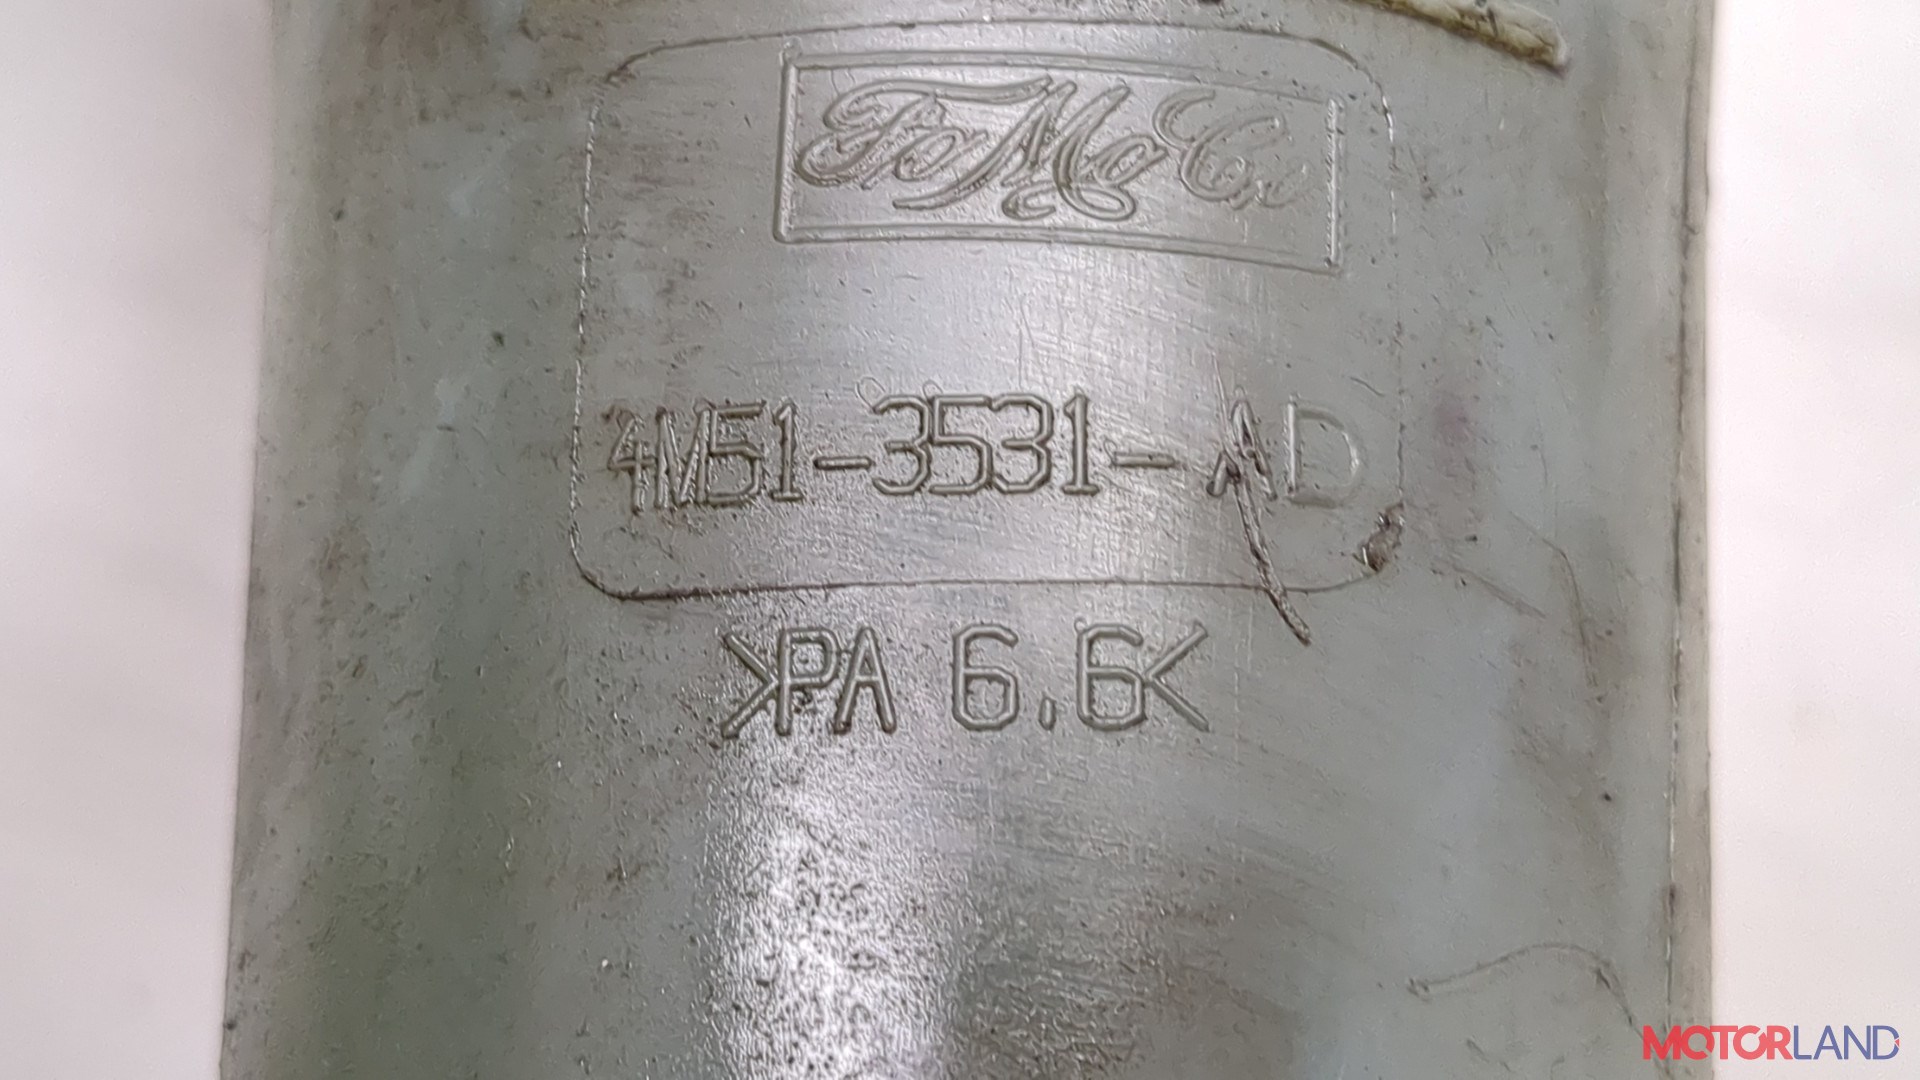 FoMoCo
4M51-3531-AD
>PA 6.6<
MOTORLAND